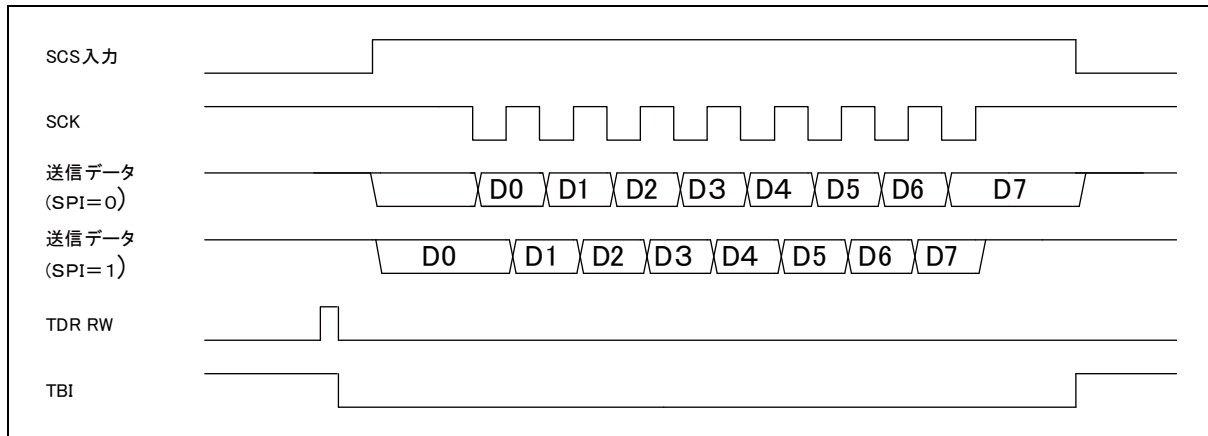 SCS入力
SCK
送信データ
(SPI=0)
D0 D1 D2 D3 D4 D5 D6 D7
送信データ
(SPI=1)
D0 D1 D2 D3 D4 D5 D6 D7
TDR RW
TBI